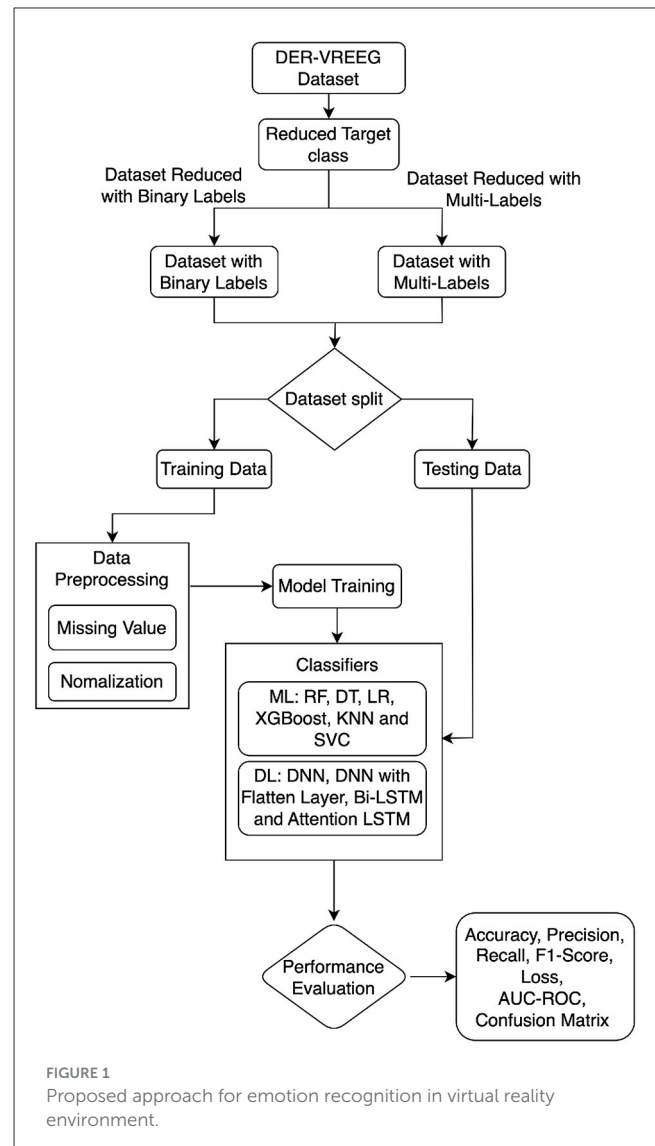 DER-VREEG
Dataset
Reduced Target
class
Dataset Reduced
with Binary Labels
Dataset Reduced with
Multi-Labels
Dataset with
Binary Labels
Dataset with
Multi-Labels
Dataset split
Training Data
Testing Data
Data
Preprocessing
Missing Value
Nomalization
Model Training
Classifiers
ML: RF, DT, LR,
XGBoost, KNN and
SVC
DL: DNN, DNN with
Flatten Layer, Bi-LSTM
and Attention LSTM
Performance
Evaluation
Accuracy, Precision,
Recall, F1-Score,
Loss,
AUC-ROC,
Confusion Matrix
FIGURE 1
Proposed approach for emotion recognition in virtual reality
environment.